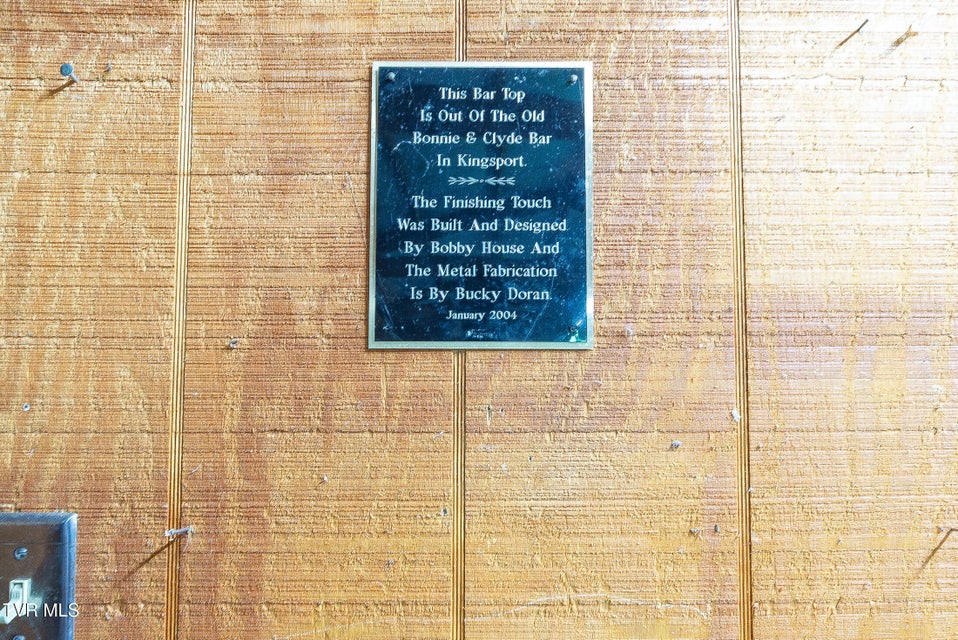 This Bar Top
Is Out Of The Old
Bonnie & Clyde Bar
In Kingsport.
The Finishing Touch
Was Built And Designed
By Bobby House And
The Metal Fabrication
Is By Bucky Doran.
January 2004
TVR MLS